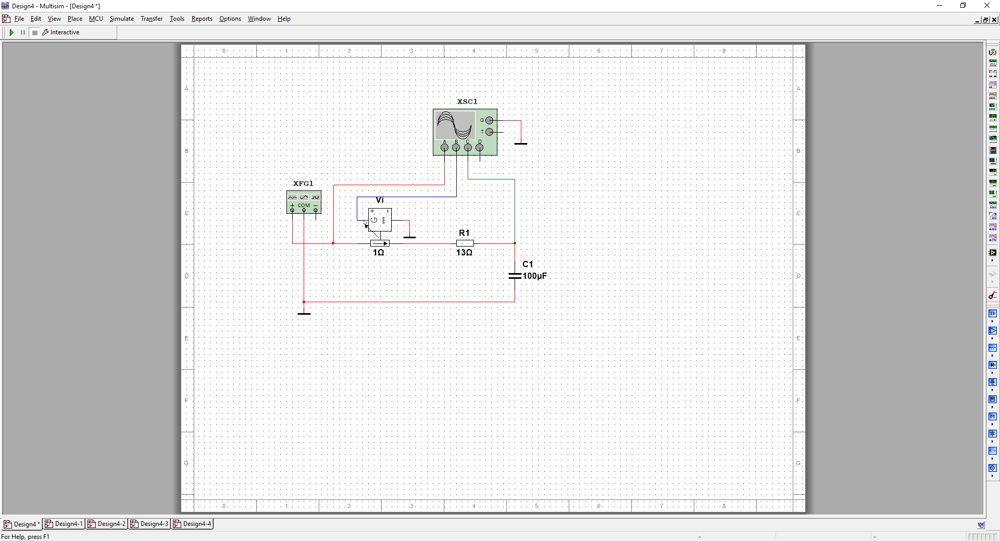 Design4 - Multisim - [Design4 *]
File Edit View Place MCU Simulate Transfer Tools Reports Options Window Help
Interactive
0 1 2 3 4 5 6 7 8
A A
XSC1
G
T
A B C D
B B
XFG1
+ COM −
Vi
+ -
G
C C
R1
1Ω 13Ω
C1
100µF
D D
E E
F F
G G
0 1 2 3 4 5 6 7 8
Design4 * Design4-1 Design4-2 Design4-3 Design4-4
For Help, press F1
- -